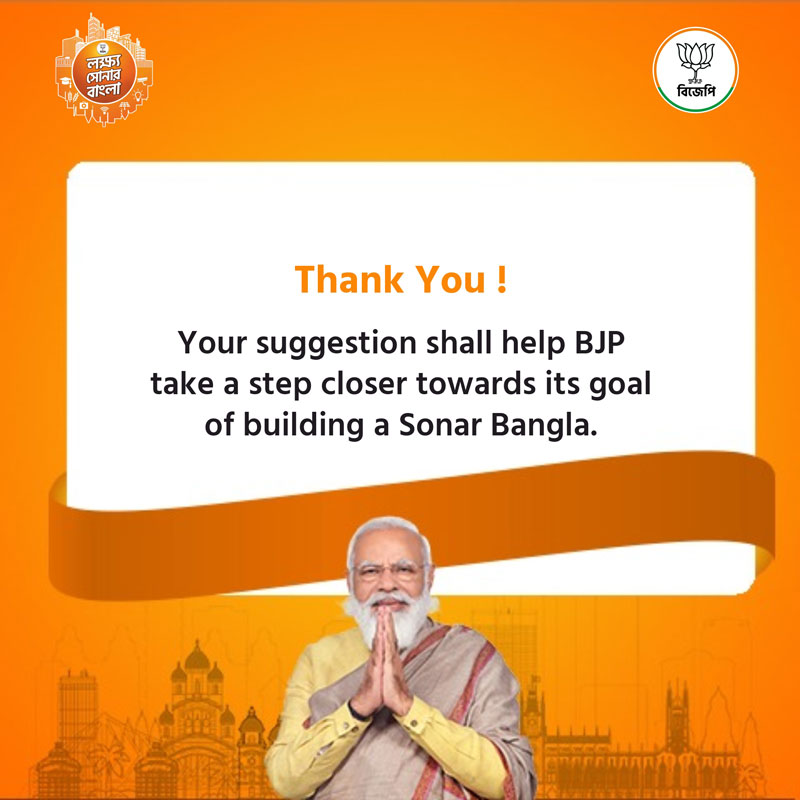 লক্ষ্য
সোনার
বাংলা
বিজেপি
Thank You !
Your suggestion shall help BJP
take a step closer towards its goal
of building a Sonar Bangla.